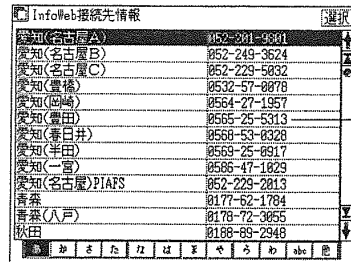 InfoWeb接続先情報 選択
愛知(名古屋A) 052-201-9801
愛知(名古屋B) 052-249-3624
愛知(名古屋C) 052-229-5032
愛知(豊橋) 0532-57-0878
愛知(岡崎) 0564-27-1957
愛知(豊田) 0565-25-5313
愛知(春日井) 0568-53-0328
愛知(半田) 0569-25-0917
愛知(一宮) 0586-47-1029
愛知(名古屋)PIAFS 052-229-2013
青森 0177-62-1784
青森(八戸) 0178-72-3055
秋田 0188-89-2948
あ か さ た な は ま や ら わ abc 他